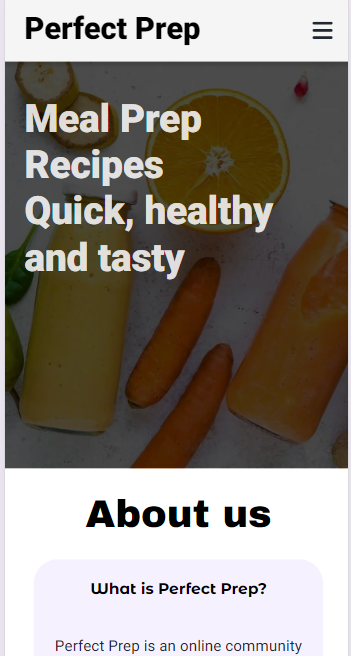 Perfect Prep
Meal Prep
Recipes
Quick, healthy
and tasty
About us
What is Perfect Prep?
Perfect Prep is an online community